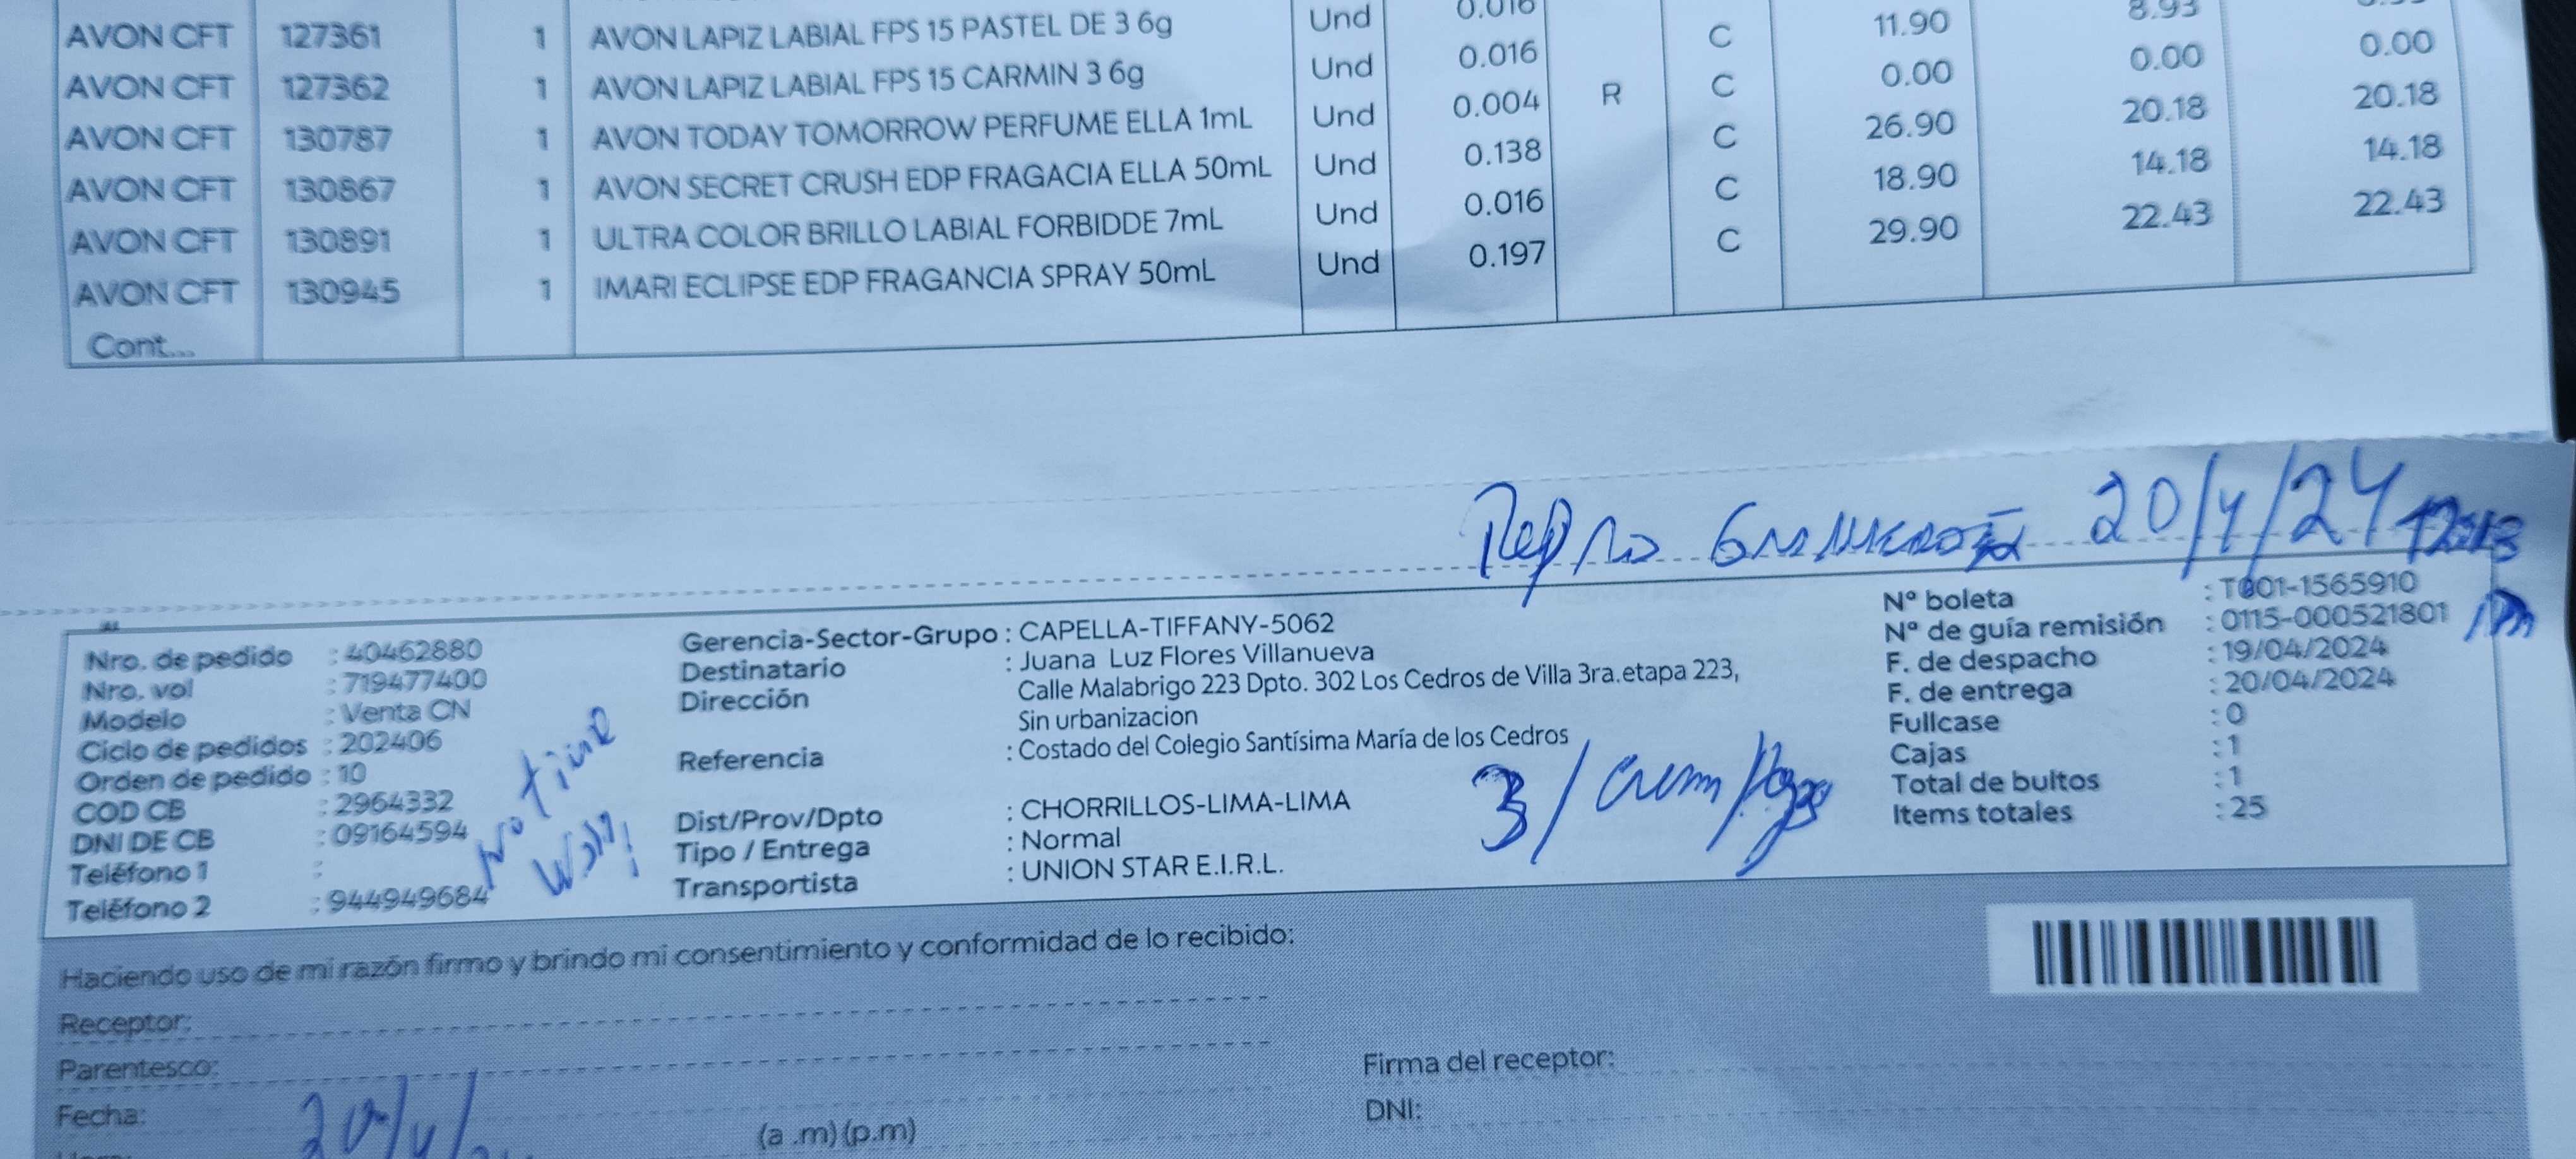 AVON CFT 127361 1 AVON LAPIZ LABIAL FPS 15 PASTEL DE 3 6g Und 0.016 C 11.90 8.93
AVON CFT 127362 1 AVON LAPIZ LABIAL FPS 15 CARMIN 3 6g Und 0.016 C 0.00 0.00 0.00
AVON CFT 130787 1 AVON TODAY TOMORROW PERFUME ELLA 1mL Und 0.004 R C 26.90 20.18 20.18
AVON CFT 130867 1 AVON SECRET CRUSH EDP FRAGACIA ELLA 50mL Und 0.138 C 18.90 14.18 14.18
AVON CFT 130891 1 ULTRA COLOR BRILLO LABIAL FORBIDDE 7mL Und 0.016 C 29.90 22.43 22.43
AVON CFT 130945 1 IMARI ECLIPSE EDP FRAGANCIA SPRAY 50mL Und 0.197
Cont...
20/4/24
Nro. de pedido : 40462880
Nro. vol : 719477400
Modelo : Venta CN
Ciclo de pedidos : 202406
Orden de pedido : 10
COD CB : 2964332
DNI DE CB : 09164594
Teléfono 1 :
Teléfono 2 : 944949684
No tiene
Gerencia-Sector-Grupo : CAPELLA-TIFFANY-5062
Destinatario : Juana Luz Flores Villanueva
Dirección Calle Malabrigo 223 Dpto. 302 Los Cedros de Villa 3ra.etapa 223,
Sin urbanizacion
Referencia : Costado del Colegio Santísima María de los Cedros
Dist/Prov/Dpto : CHORRILLOS-LIMA-LIMA
Tipo / Entrega : Normal
Transportista : UNION STAR E.I.R.L.
3/
Nº boleta : T001-1565910
Nº de guía remisión : 0115-000521801
F. de despacho : 19/04/2024
F. de entrega : 20/04/2024
Fullcase : 0
Cajas : 1
Total de bultos : 1
Items totales : 25
Haciendo uso de mi razón firmo y brindo mi consentimiento y conformidad de lo recibido:
Receptor:
Parentesco:
Fecha: 20/4/
(a .m) (p.m)
Firma del receptor:
DNI: